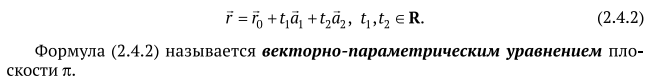 r⃗ = r⃗₀ + t₁a⃗₁ + t₂a⃗₂, t₁,t₂ ∈ R. (2.4.2)
Формула (2.4.2) называется векторно-параметрическим уравнением пло-
скости π.